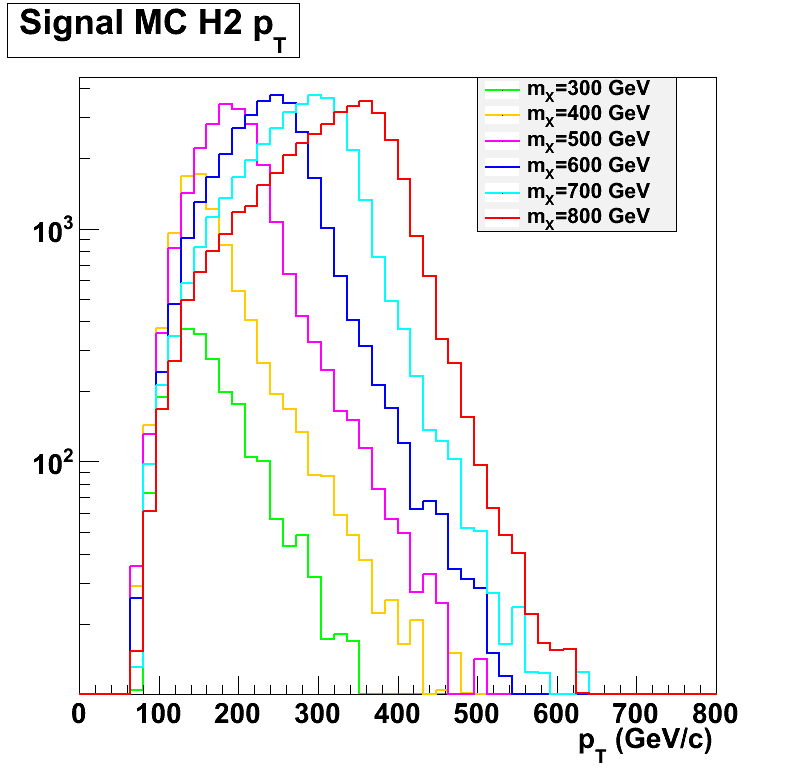 Signal MC H2 p_T
m_X=300 GeV
m_X=400 GeV
m_X=500 GeV
m_X=600 GeV
m_X=700 GeV
m_X=800 GeV
10^3
10^2
0 100 200 300 400 500 600 700 800
p_T (GeV/c)